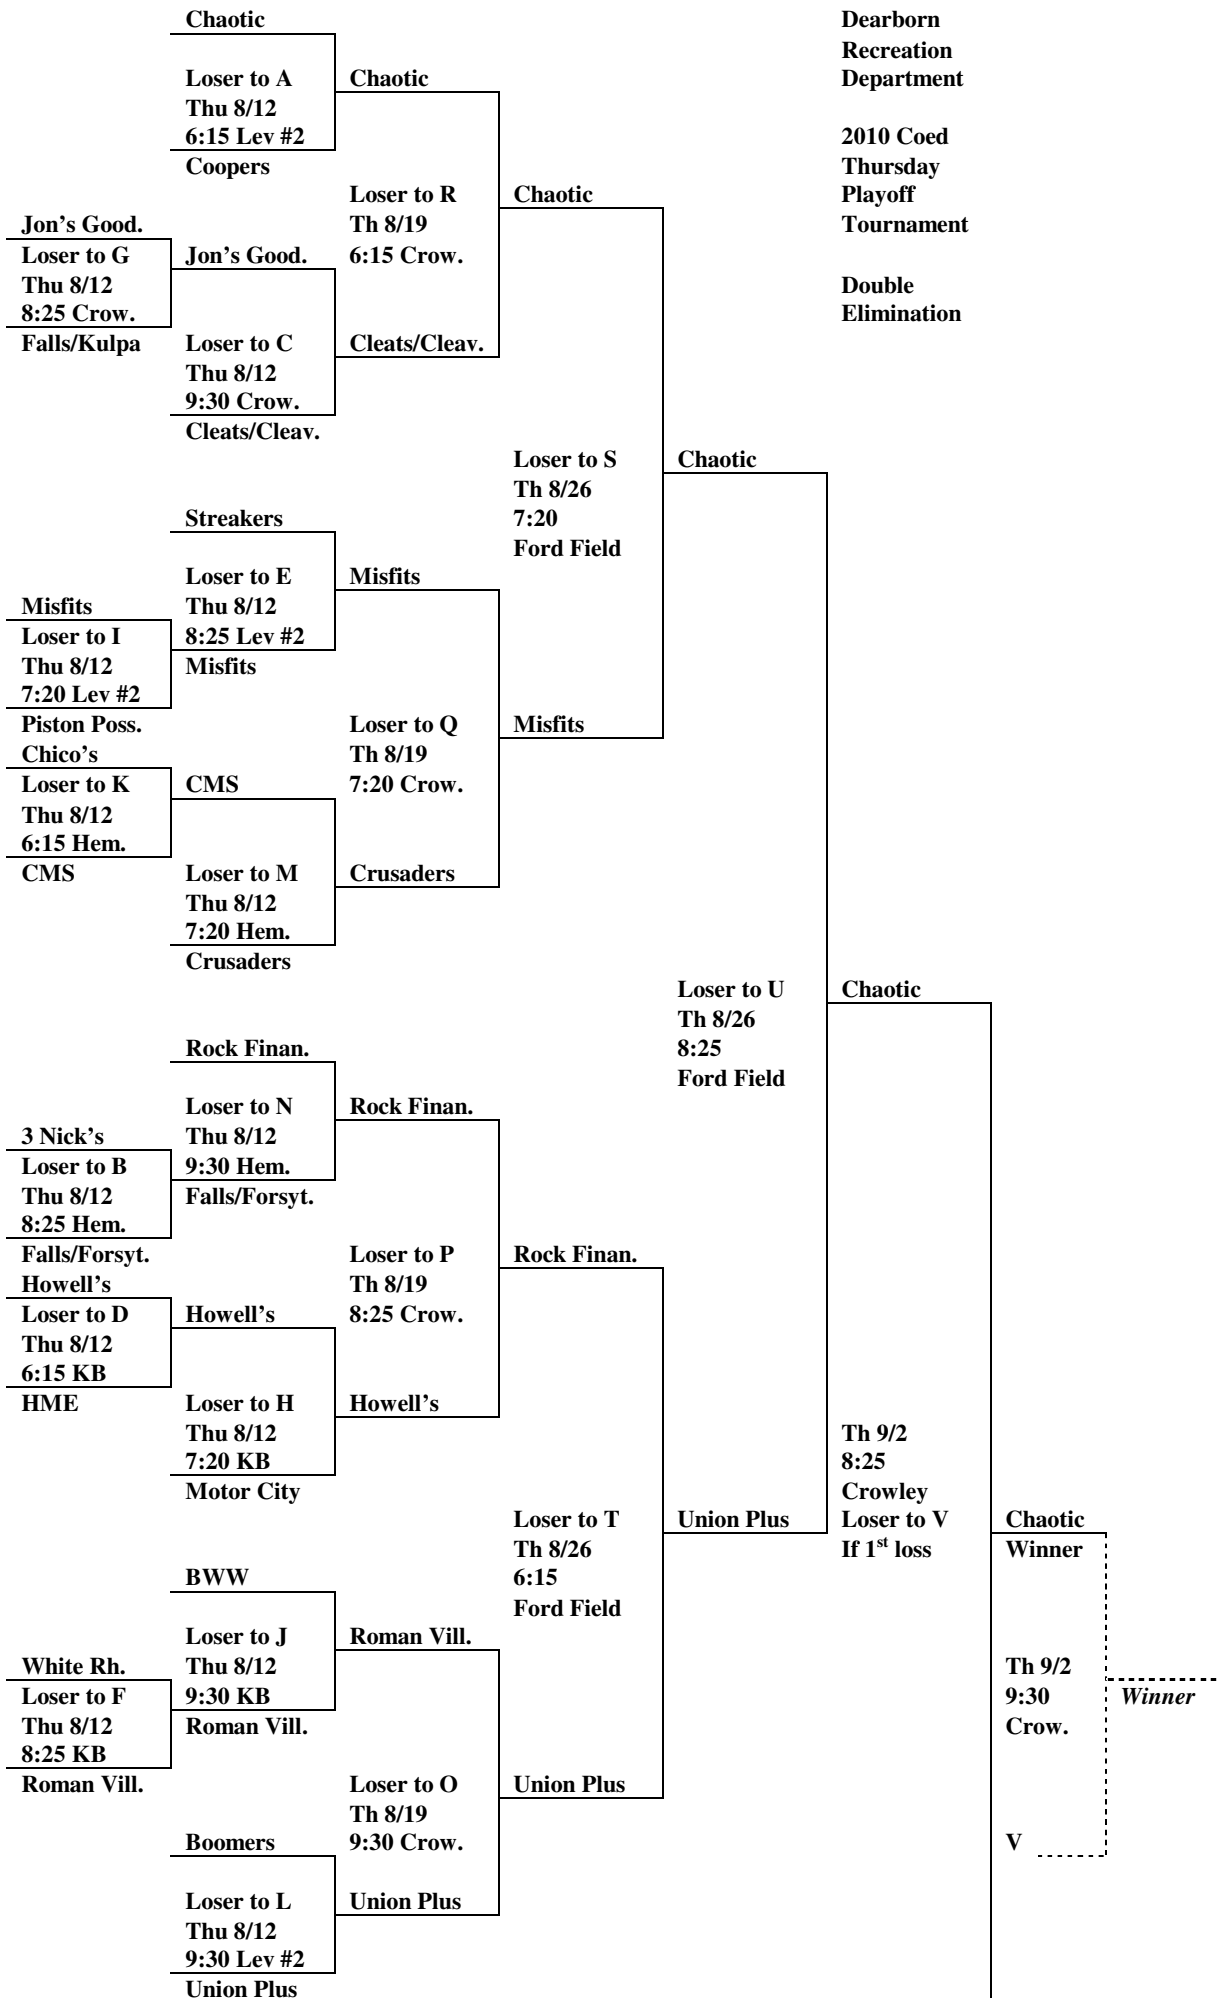 Chaotic
Loser to A
Thu 8/12
6:15 Lev #2
Coopers
Jon's Good.
Loser to G
Thu 8/12
8:25 Crow.
Falls/Kulpa
Jon's Good.
Loser to C
Thu 8/12
9:30 Crow.
Cleats/Cleav.
Chaotic
Loser to R
Th 8/19
6:15 Crow.
Cleats/Cleav.
Chaotic
Dearborn
Recreation
Department
2010 Coed
Thursday
Playoff
Tournament
Double
Elimination
Loser to S
Th 8/26
7:20
Ford Field
Chaotic
Streakers
Loser to E
Thu 8/12
8:25 Lev #2
Misfits
Misfits
Loser to I
Thu 8/12
7:20 Lev #2
Piston Poss.
Chico's
Loser to K
Thu 8/12
6:15 Hem.
CMS
CMS
Loser to M
Thu 8/12
7:20 Hem.
Crusaders
Misfits
Loser to Q
Th 8/19
7:20 Crow.
Crusaders
Misfits
Loser to U
Th 8/26
8:25
Ford Field
Chaotic
Rock Finan.
Loser to N
Thu 8/12
9:30 Hem.
Falls/Forsyt.
3 Nick's
Loser to B
Thu 8/12
8:25 Hem.
Falls/Forsyt.
Howell's
Loser to D
Thu 8/12
6:15 KB
HME
Howell's
Loser to H
Thu 8/12
7:20 KB
Motor City
Rock Finan.
Loser to P
Th 8/19
8:25 Crow.
Howell's
Rock Finan.
Loser to T
Th 8/26
6:15
Ford Field
Union Plus
Th 9/2
8:25
Crowley
Loser to V
If 1st loss
Chaotic
Winner
Th 9/2
9:30
Crow.
Winner
V
BWW
Loser to J
Thu 8/12
9:30 KB
Roman Vill.
White Rh.
Loser to F
Thu 8/12
8:25 KB
Roman Vill.
Roman Vill.
Loser to O
Th 8/19
9:30 Crow.
Union Plus
Union Plus
Boomers
Loser to L
Thu 8/12
9:30 Lev #2
Union Plus